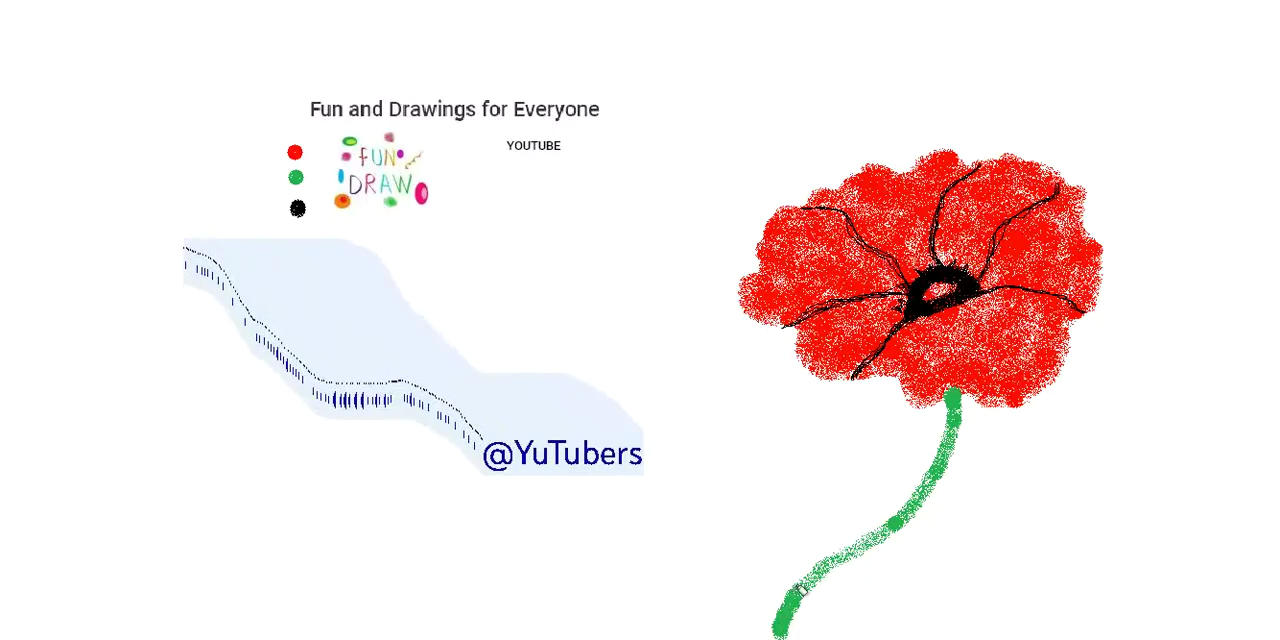 Fun and Drawings for Everyone
YOUTUBE
FUN
DRAW
@YuTubers